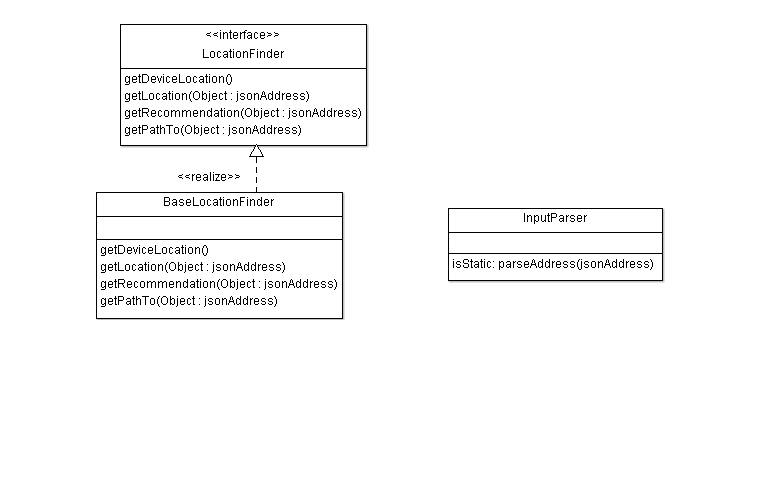 <<interface>>
LocationFinder
getDeviceLocation()
getLocation(Object : jsonAddress)
getRecommendation(Object : jsonAddress)
getPathTo(Object : jsonAddress)
<<realize>>
BaseLocationFinder
getDeviceLocation()
getLocation(Object : jsonAddress)
getRecommendation(Object : jsonAddress)
getPathTo(Object : jsonAddress)
InputParser
isStatic: parseAddress(jsonAddress)